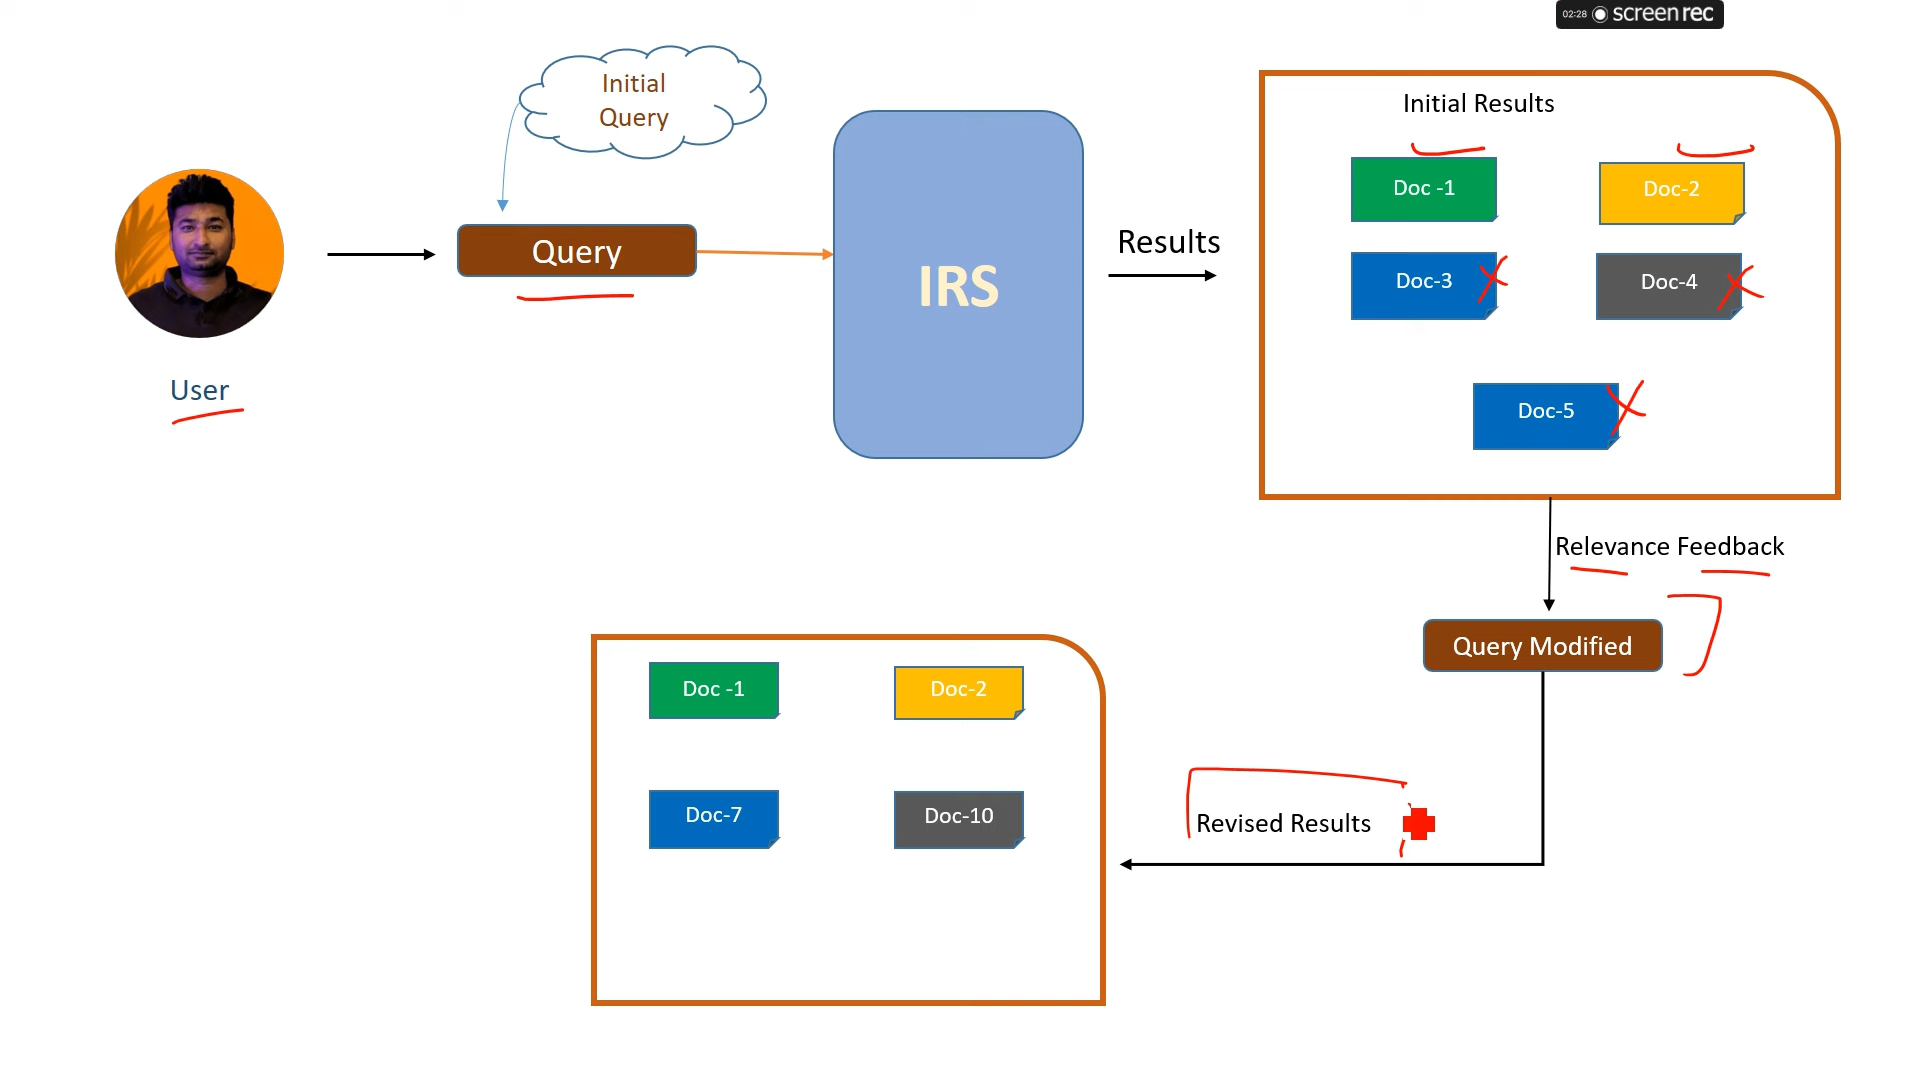 02:28 screenrec
Initial
Query
Initial Results
Doc -1
Doc-2
Query
Results
IRS
Doc-3
Doc-4
User
Doc-5
Relevance Feedback
Query Modified
Doc -1
Doc-2
Doc-7
Doc-10
Revised Results